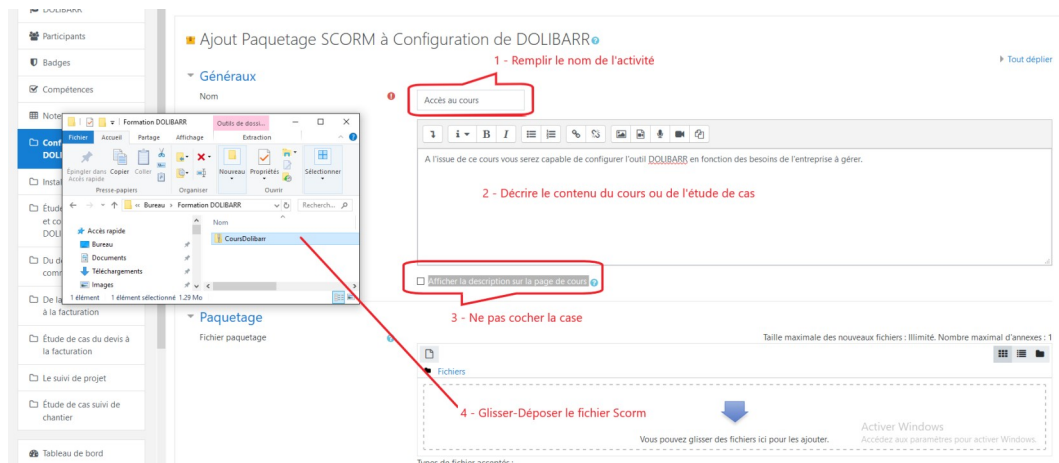 DOLIBARR
Participants
Badges
Compétences
Note
Conf
DOLI
Instal
Étude
et co
DOLI
Du de
comm
De la
à la facturation
Étude de cas du devis à
la facturation
Le suivi de projet
Étude de cas suivi de
chantier
Tableau de bord
Ajout Paquetage SCORM à Configuration de DOLIBARR
1 - Remplir le nom de l'activité
Tout déplier
Généraux
Nom
Accès au cours
A l'issue de ce cours vous serez capable de configurer l'outil DOLIBARR en fonction des besoins de l'entreprise à gérer.
2 - Décrire le contenu du cours ou de l'étude de cas
Afficher la description sur la page de cours
3 - Ne pas cocher la case
Paquetage
Fichier paquetage
Taille maximale des nouveaux fichiers : Illimité. Nombre maximal d'annexes : 1
Fichiers
4 - Glisser-Déposer le fichier Scorm
Vous pouvez glisser des fichiers ici pour les ajouter.
Activer Windows
Accédez aux paramètres pour activer Windows.
Types de fichier acceptés :
Formation DOLIBARR
Outils de dossi...
Fichier Accueil Partage Affichage Extraction
Épingler dans Copier Coller
Accès rapide
Nouveau Propriétés Sélectionner
Presse-papiers Organiser Ouvrir
« Bureau › Formation DOLIBARR
Recherch...
Nom
Accès rapide
CoursDolibarr
Bureau
Documents
Téléchargements
Images
1 élément 1 élément sélectionné 1.29 Mo